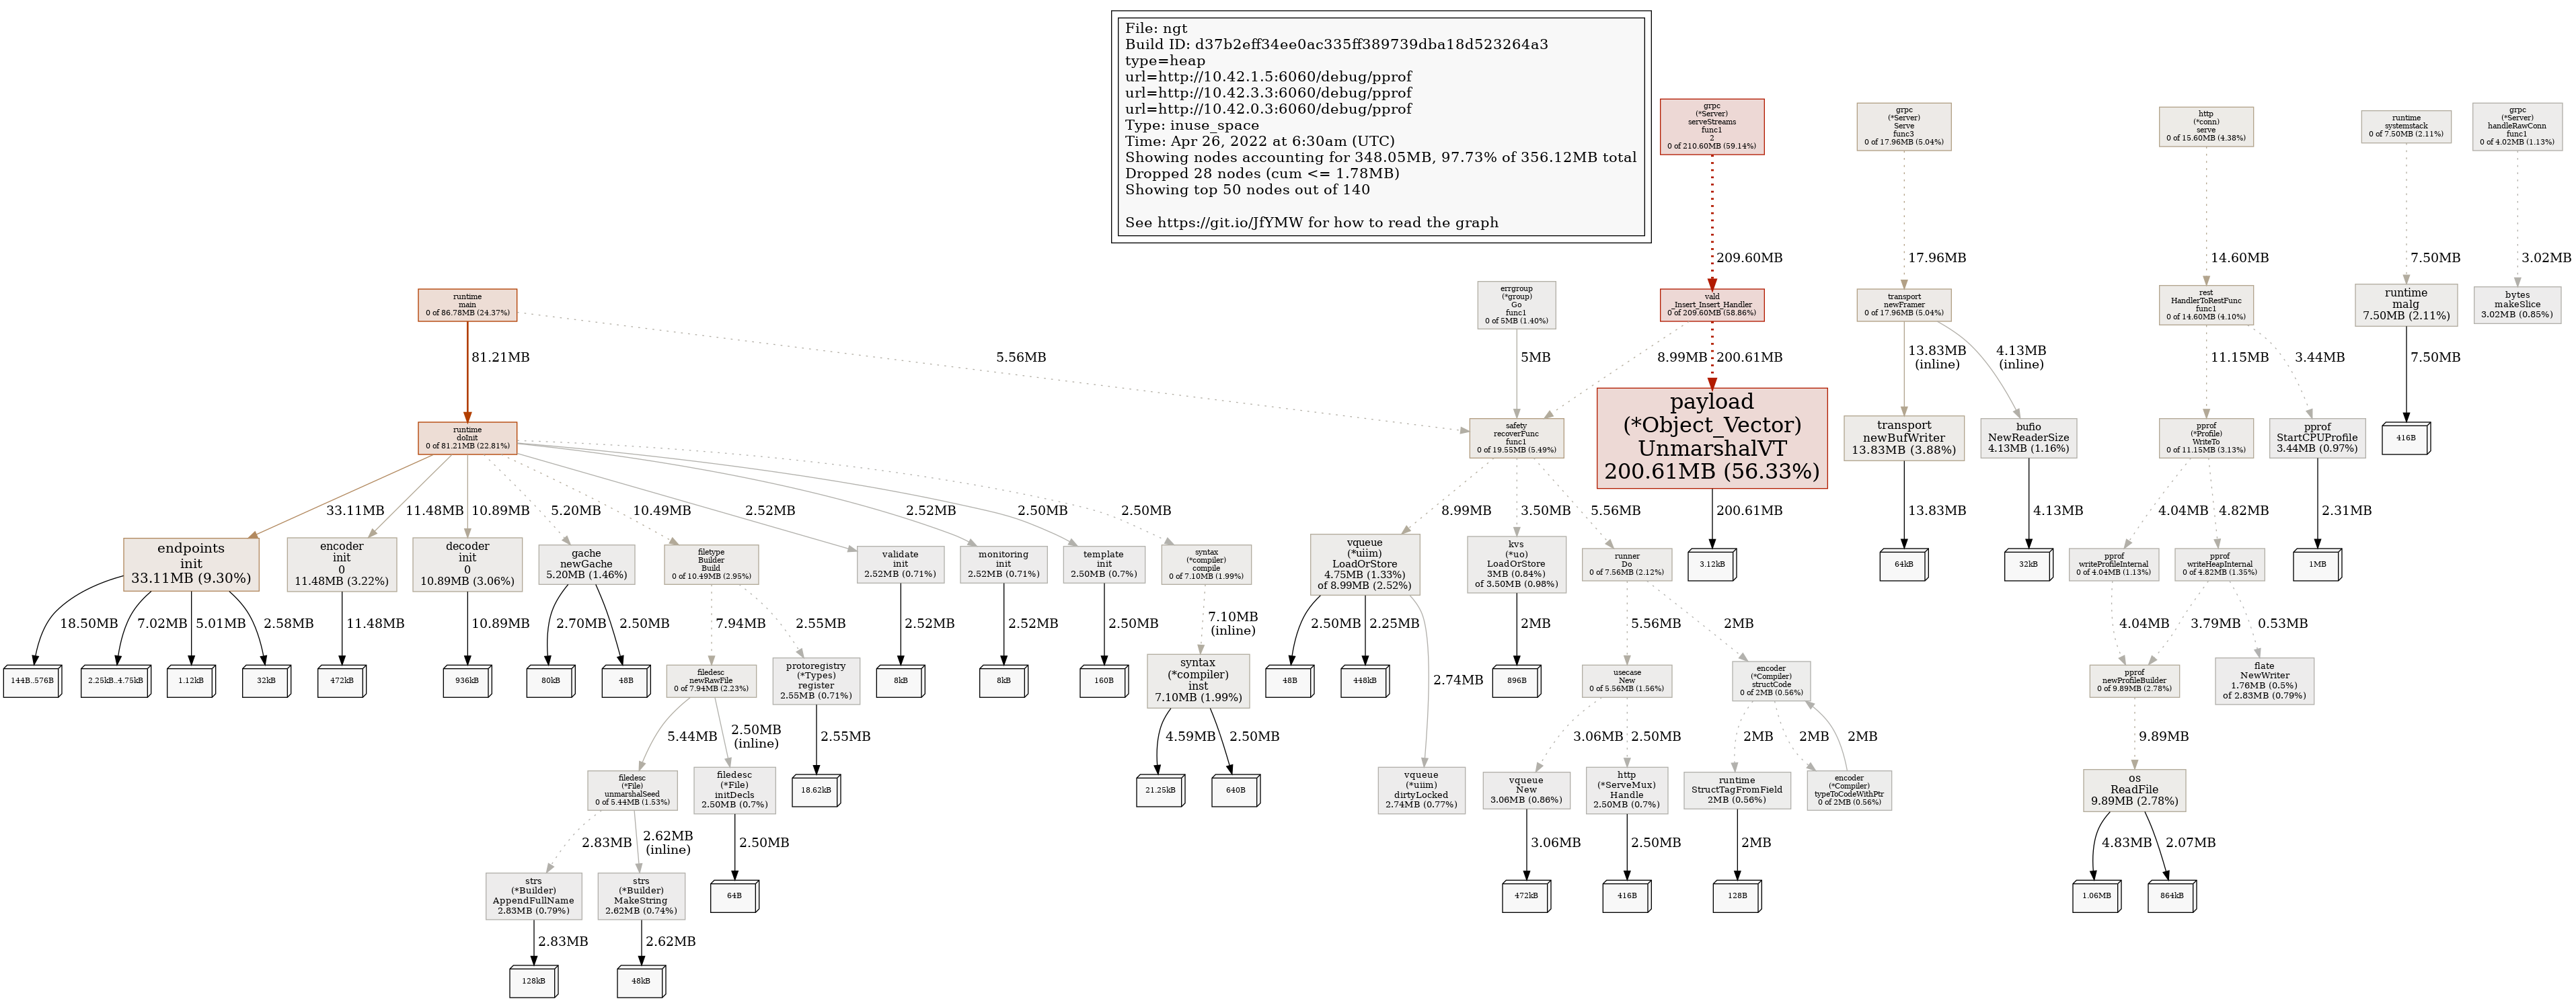 File: ngt
Build ID: d37b2eff34ee0ac335ff389739dba18d523264a3
type=heap
url=http://10.42.1.5:6060/debug/pprof
url=http://10.42.3.3:6060/debug/pprof
url=http://10.42.0.3:6060/debug/pprof
Type: inuse_space
Time: Apr 26, 2022 at 6:30am (UTC)
Showing nodes accounting for 348.05MB, 97.73% of 356.12MB total
Dropped 28 nodes (cum <= 1.78MB)
Showing top 50 nodes out of 140
See https://git.io/JfYMW for how to read the graph
grpc
(*Server)
serveStreams
func1
2
0 of 210.60MB (59.14%)
grpc
(*Server)
Serve
func3
0 of 17.96MB (5.04%)
http
(*conn)
serve
0 of 15.60MB (4.38%)
runtime
systemstack
0 of 7.50MB (2.11%)
grpc
(*Server)
handleRawConn
func1
0 of 4.02MB (1.13%)
209.60MB
17.96MB
14.60MB
7.50MB
3.02MB
runtime
main
0 of 86.78MB (24.37%)
errgroup
(*group)
Go
func1
0 of 5MB (1.40%)
vald
_Insert_Insert_Handler
0 of 209.60MB (58.86%)
transport
newFramer
0 of 17.96MB (5.04%)
rest
HandlerToRestFunc
func1
0 of 14.60MB (4.10%)
runtime
malg
7.50MB (2.11%)
bytes
makeSlice
3.02MB (0.85%)
81.21MB
5.56MB
5MB
8.99MB
200.61MB
13.83MB
(inline)
4.13MB
(inline)
11.15MB
3.44MB
7.50MB
runtime
doInit
0 of 81.21MB (22.81%)
safety
recoverFunc
func1
0 of 19.55MB (5.49%)
payload
(*Object_Vector)
UnmarshalVT
200.61MB (56.33%)
transport
newBufWriter
13.83MB (3.88%)
bufio
NewReaderSize
4.13MB (1.16%)
pprof
(*Profile)
WriteTo
0 of 11.15MB (3.13%)
pprof
StartCPUProfile
3.44MB (0.97%)
416B
33.11MB
11.48MB
10.89MB
5.20MB
10.49MB
2.52MB
2.52MB
2.50MB
2.50MB
8.99MB
3.50MB
5.56MB
200.61MB
13.83MB
4.13MB
4.04MB
4.82MB
2.31MB
endpoints
init
33.11MB (9.30%)
encoder
init
0
11.48MB (3.22%)
decoder
init
0
10.89MB (3.06%)
gache
newGache
5.20MB (1.46%)
filetype
Builder
Build
0 of 10.49MB (2.95%)
validate
init
2.52MB (0.71%)
monitoring
init
2.52MB (0.71%)
template
init
2.50MB (0.7%)
syntax
(*compiler)
compile
0 of 7.10MB (1.99%)
vqueue
(*uiim)
LoadOrStore
4.75MB (1.33%)
of 8.99MB (2.52%)
kvs
(*uo)
LoadOrStore
3MB (0.84%)
of 3.50MB (0.98%)
runner
Do
0 of 7.56MB (2.12%)
3.12kB
64kB
32kB
pprof
writeProfileInternal
0 of 4.04MB (1.13%)
pprof
writeHeapInternal
0 of 4.82MB (1.35%)
1MB
18.50MB
7.02MB
5.01MB
2.58MB
11.48MB
10.89MB
2.70MB
2.50MB
7.94MB
2.55MB
2.52MB
2.52MB
2.50MB
7.10MB
(inline)
2.50MB
2.25MB
2.74MB
2MB
5.56MB
2MB
4.04MB
3.79MB
0.53MB
144B..576B
2.25kB..4.75kB
1.12kB
32kB
472kB
936kB
80kB
48B
filedesc
newRawFile
0 of 7.94MB (2.23%)
protoregistry
(*Types)
register
2.55MB (0.71%)
8kB
8kB
160B
syntax
(*compiler)
inst
7.10MB (1.99%)
48B
448kB
896B
usecase
New
0 of 5.56MB (1.56%)
encoder
(*Compiler)
structCode
0 of 2MB (0.56%)
pprof
newProfileBuilder
0 of 9.89MB (2.78%)
flate
NewWriter
1.76MB (0.5%)
of 2.83MB (0.79%)
5.44MB
2.50MB
(inline)
2.55MB
4.59MB
2.50MB
3.06MB
2.50MB
2MB
2MB
2MB
9.89MB
filedesc
(*File)
unmarshalSeed
0 of 5.44MB (1.53%)
filedesc
(*File)
initDecls
2.50MB (0.7%)
18.62kB
21.25kB
640B
vqueue
(*uiim)
dirtyLocked
2.74MB (0.77%)
vqueue
New
3.06MB (0.86%)
http
(*ServeMux)
Handle
2.50MB (0.7%)
runtime
StructTagFromField
2MB (0.56%)
encoder
(*Compiler)
typeToCodeWithPtr
0 of 2MB (0.56%)
os
ReadFile
9.89MB (2.78%)
2.83MB
2.62MB
(inline)
2.50MB
3.06MB
2.50MB
2MB
4.83MB
2.07MB
strs
(*Builder)
AppendFullName
2.83MB (0.79%)
strs
(*Builder)
MakeString
2.62MB (0.74%)
64B
472kB
416B
128B
1.06MB
864kB
2.83MB
2.62MB
128kB
48kB